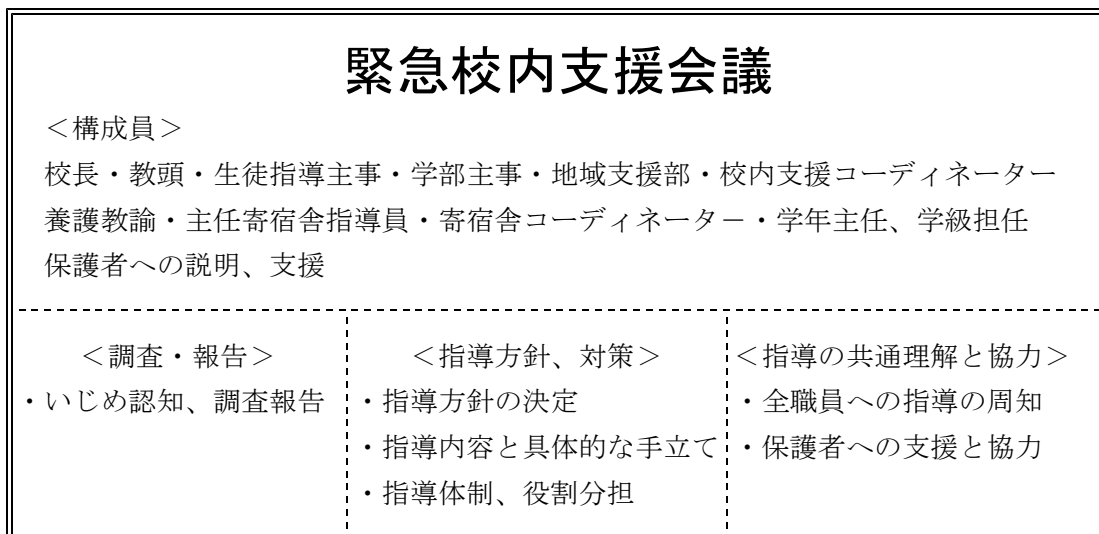 緊急校内支援会議
＜構成員＞
校長・教頭・生徒指導主事・学部主事・地域支援部・校内支援コーディネーター
養護教諭・主任寄宿舎指導員・寄宿舎コーディネータ－・学年主任、学級担任
保護者への説明、支援
＜調査・報告＞
・いじめ認知、調査報告
＜指導方針、対策＞
・指導方針の決定
・指導内容と具体的な手立て
・指導体制、役割分担
＜指導の共通理解と協力＞
・全職員への指導の周知
・保護者への支援と協力